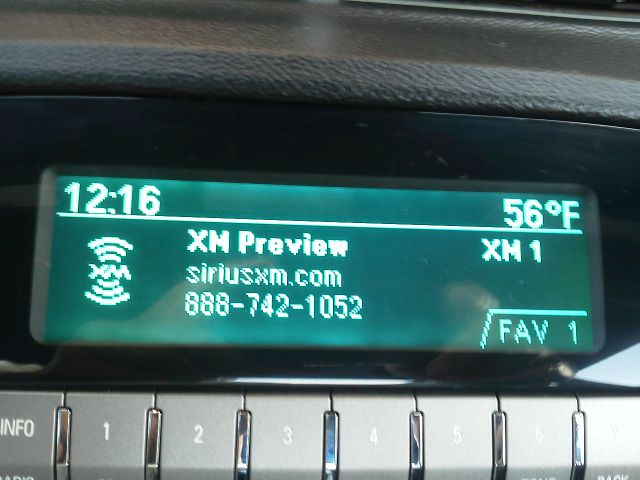 12:16 56°F
XM Preview XM 1
XM
siriusxm.com
888-742-1052
FAV 1
INFO 1 2 3 4 5 6